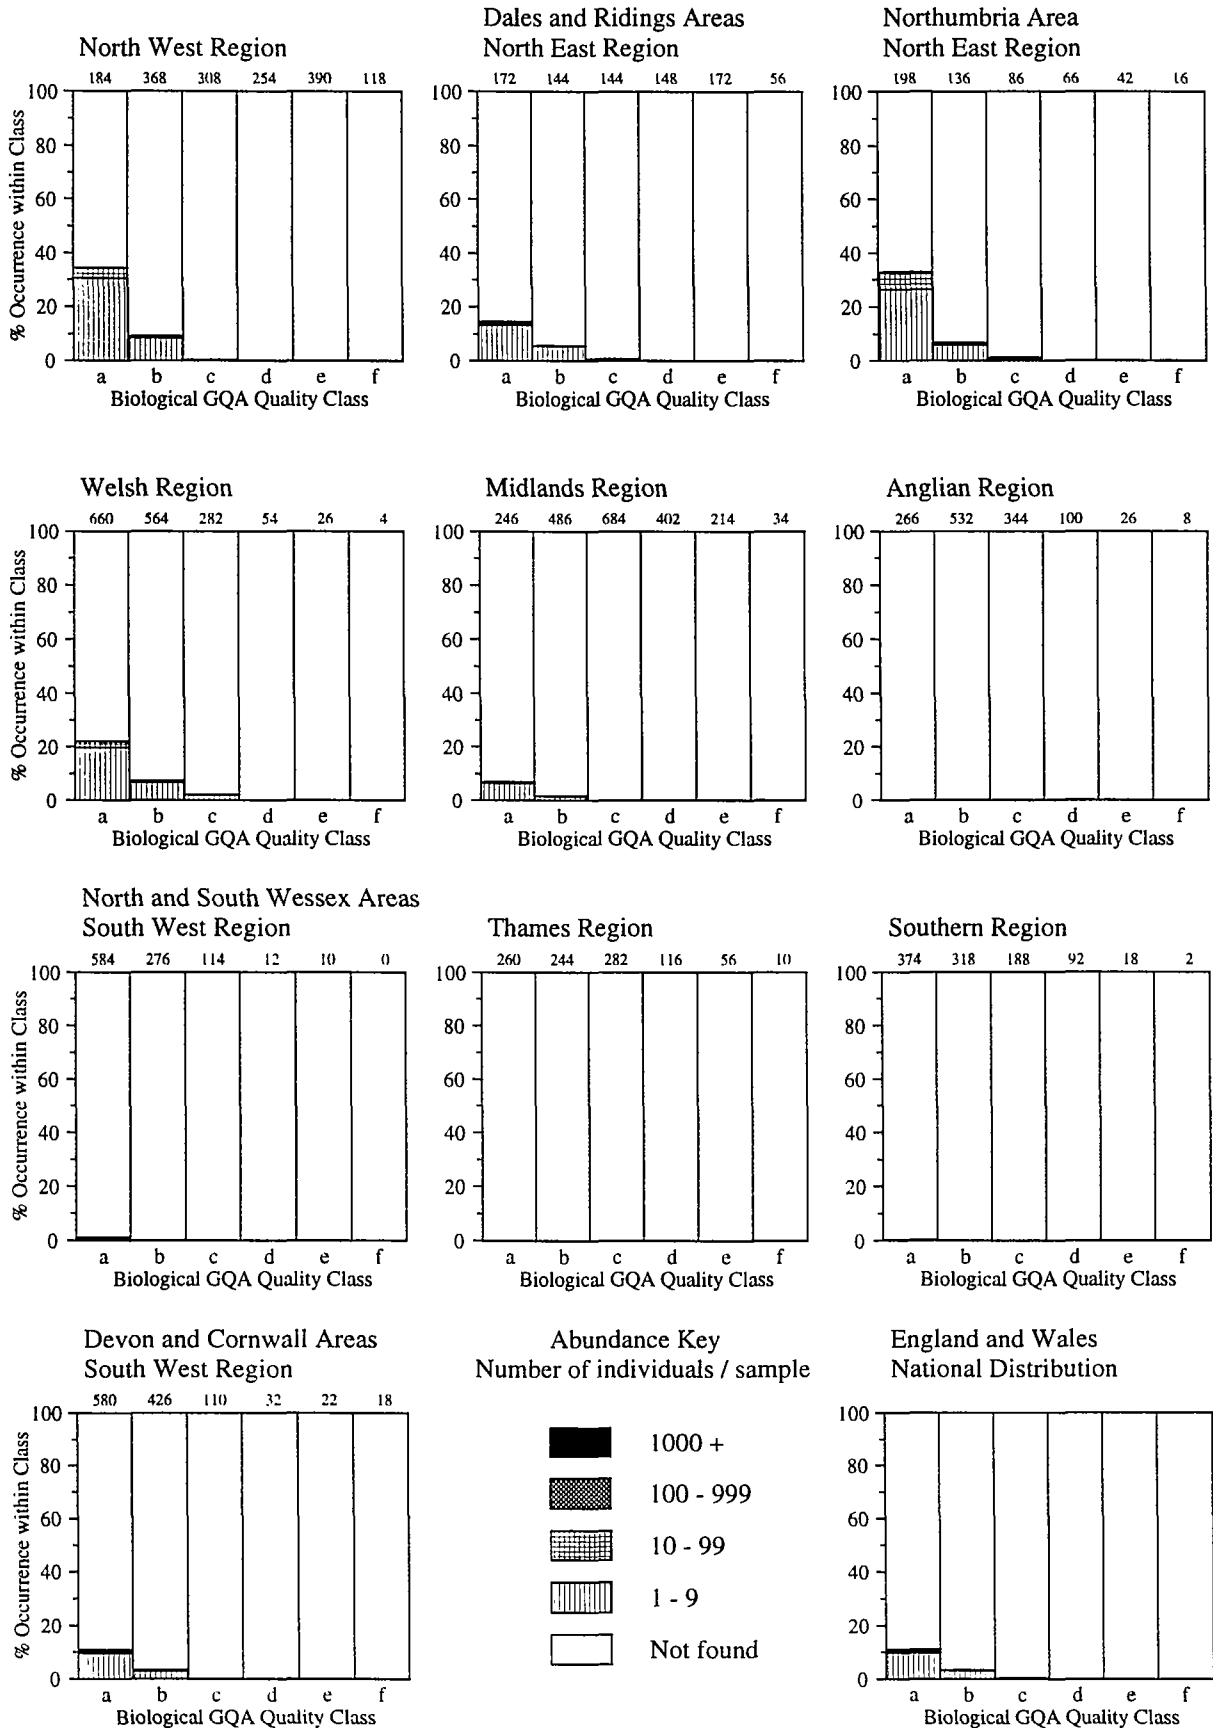 North West Region
184 368 308 254 390 118
% Occurrence within Class
100
80
60
40
20
0
a b c d e f
Biological GQA Quality Class
Dales and Ridings Areas
North East Region
172 144 144 148 172 56
100
80
60
40
20
0
a b c d e f
Biological GQA Quality Class
Northumbria Area
North East Region
198 136 86 66 42 16
100
80
60
40
20
0
a b c d e f
Biological GQA Quality Class
Welsh Region
660 564 282 54 26 4
% Occurrence within Class
100
80
60
40
20
0
a b c d e f
Biological GQA Quality Class
Midlands Region
246 486 684 402 214 34
100
80
60
40
20
0
a b c d e f
Biological GQA Quality Class
Anglian Region
266 532 344 100 26 8
100
80
60
40
20
0
a b c d e f
Biological GQA Quality Class
North and South Wessex Areas
South West Region
584 276 114 12 10 0
% Occurrence within Class
100
80
60
40
20
0
a b c d e f
Biological GQA Quality Class
Thames Region
260 244 282 116 56 10
100
80
60
40
20
0
a b c d e f
Biological GQA Quality Class
Southern Region
374 318 188 92 18 2
100
80
60
40
20
0
a b c d e f
Biological GQA Quality Class
Devon and Cornwall Areas
South West Region
580 426 110 32 22 18
% Occurrence within Class
100
80
60
40
20
0
a b c d e f
Biological GQA Quality Class
Abundance Key
Number of individuals / sample
1000 +
100 - 999
10 - 99
1 - 9
Not found
England and Wales
National Distribution
100
80
60
40
20
0
a b c d e f
Biological GQA Quality Class